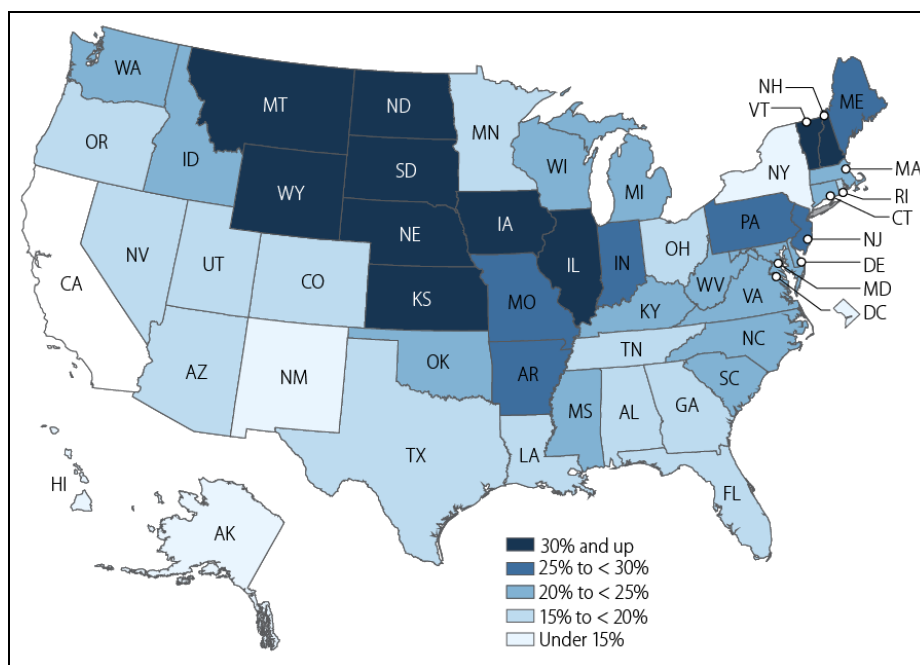 WA
MT
ND
MN
NH
VT
ME
OR
ID
WY
SD
WI
MI
NY
MA
RI
CT
NE
IA
PA
NJ
NV
UT
CO
IL
IN
OH
DE
MD
DC
CA
KS
MO
KY
WV
VA
AZ
NM
OK
AR
TN
NC
SC
MS
AL
GA
TX
LA
FL
HI
AK
30% and up
25% to < 30%
20% to < 25%
15% to < 20%
Under 15%